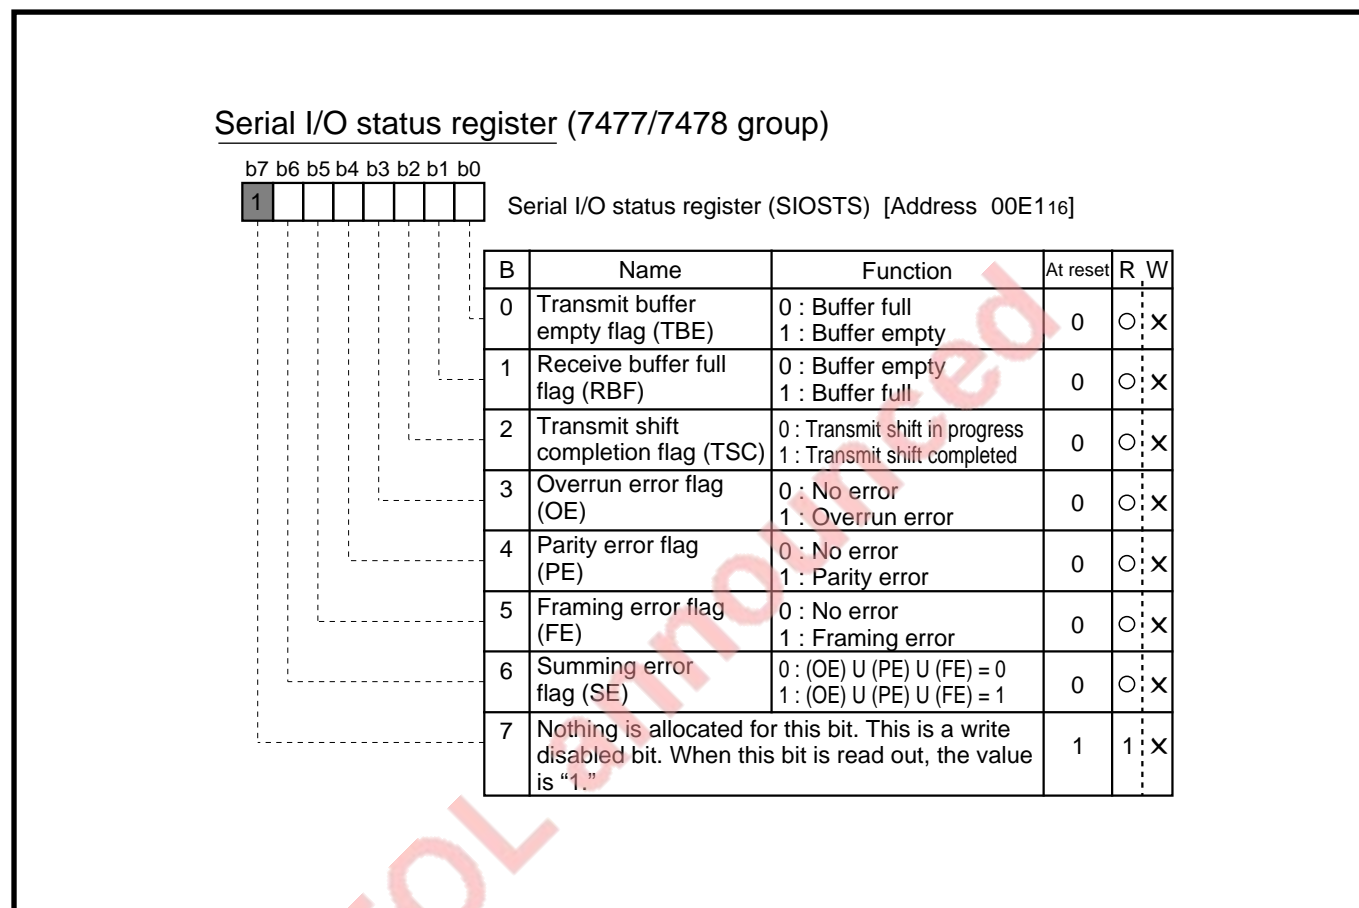 Serial I/O status register (7477/7478 group)
b7 b6 b5 b4 b3 b2 b1 b0
1
Serial I/O status register (SIOSTS) [Address 00E116]
B Name Function At reset R W
0 Transmit buffer
empty flag (TBE)
0 : Buffer full
1 : Buffer empty
0 ○ ×
1 Receive buffer full
flag (RBF)
0 : Buffer empty
1 : Buffer full
0 ○ ×
2 Transmit shift
completion flag (TSC)
0 : Transmit shift in progress
1 : Transmit shift completed
0 ○ ×
3 Overrun error flag
(OE)
0 : No error
1 : Overrun error
0 ○ ×
4 Parity error flag
(PE)
0 : No error
1 : Parity error
0 ○ ×
5 Framing error flag
(FE)
0 : No error
1 : Framing error
0 ○ ×
6 Summing error
flag (SE)
0 : (OE) U (PE) U (FE) = 0
1 : (OE) U (PE) U (FE) = 1
0 ○ ×
7 Nothing is allocated for this bit. This is a write
disabled bit. When this bit is read out, the value
is “1.”
1 1 ×
announced